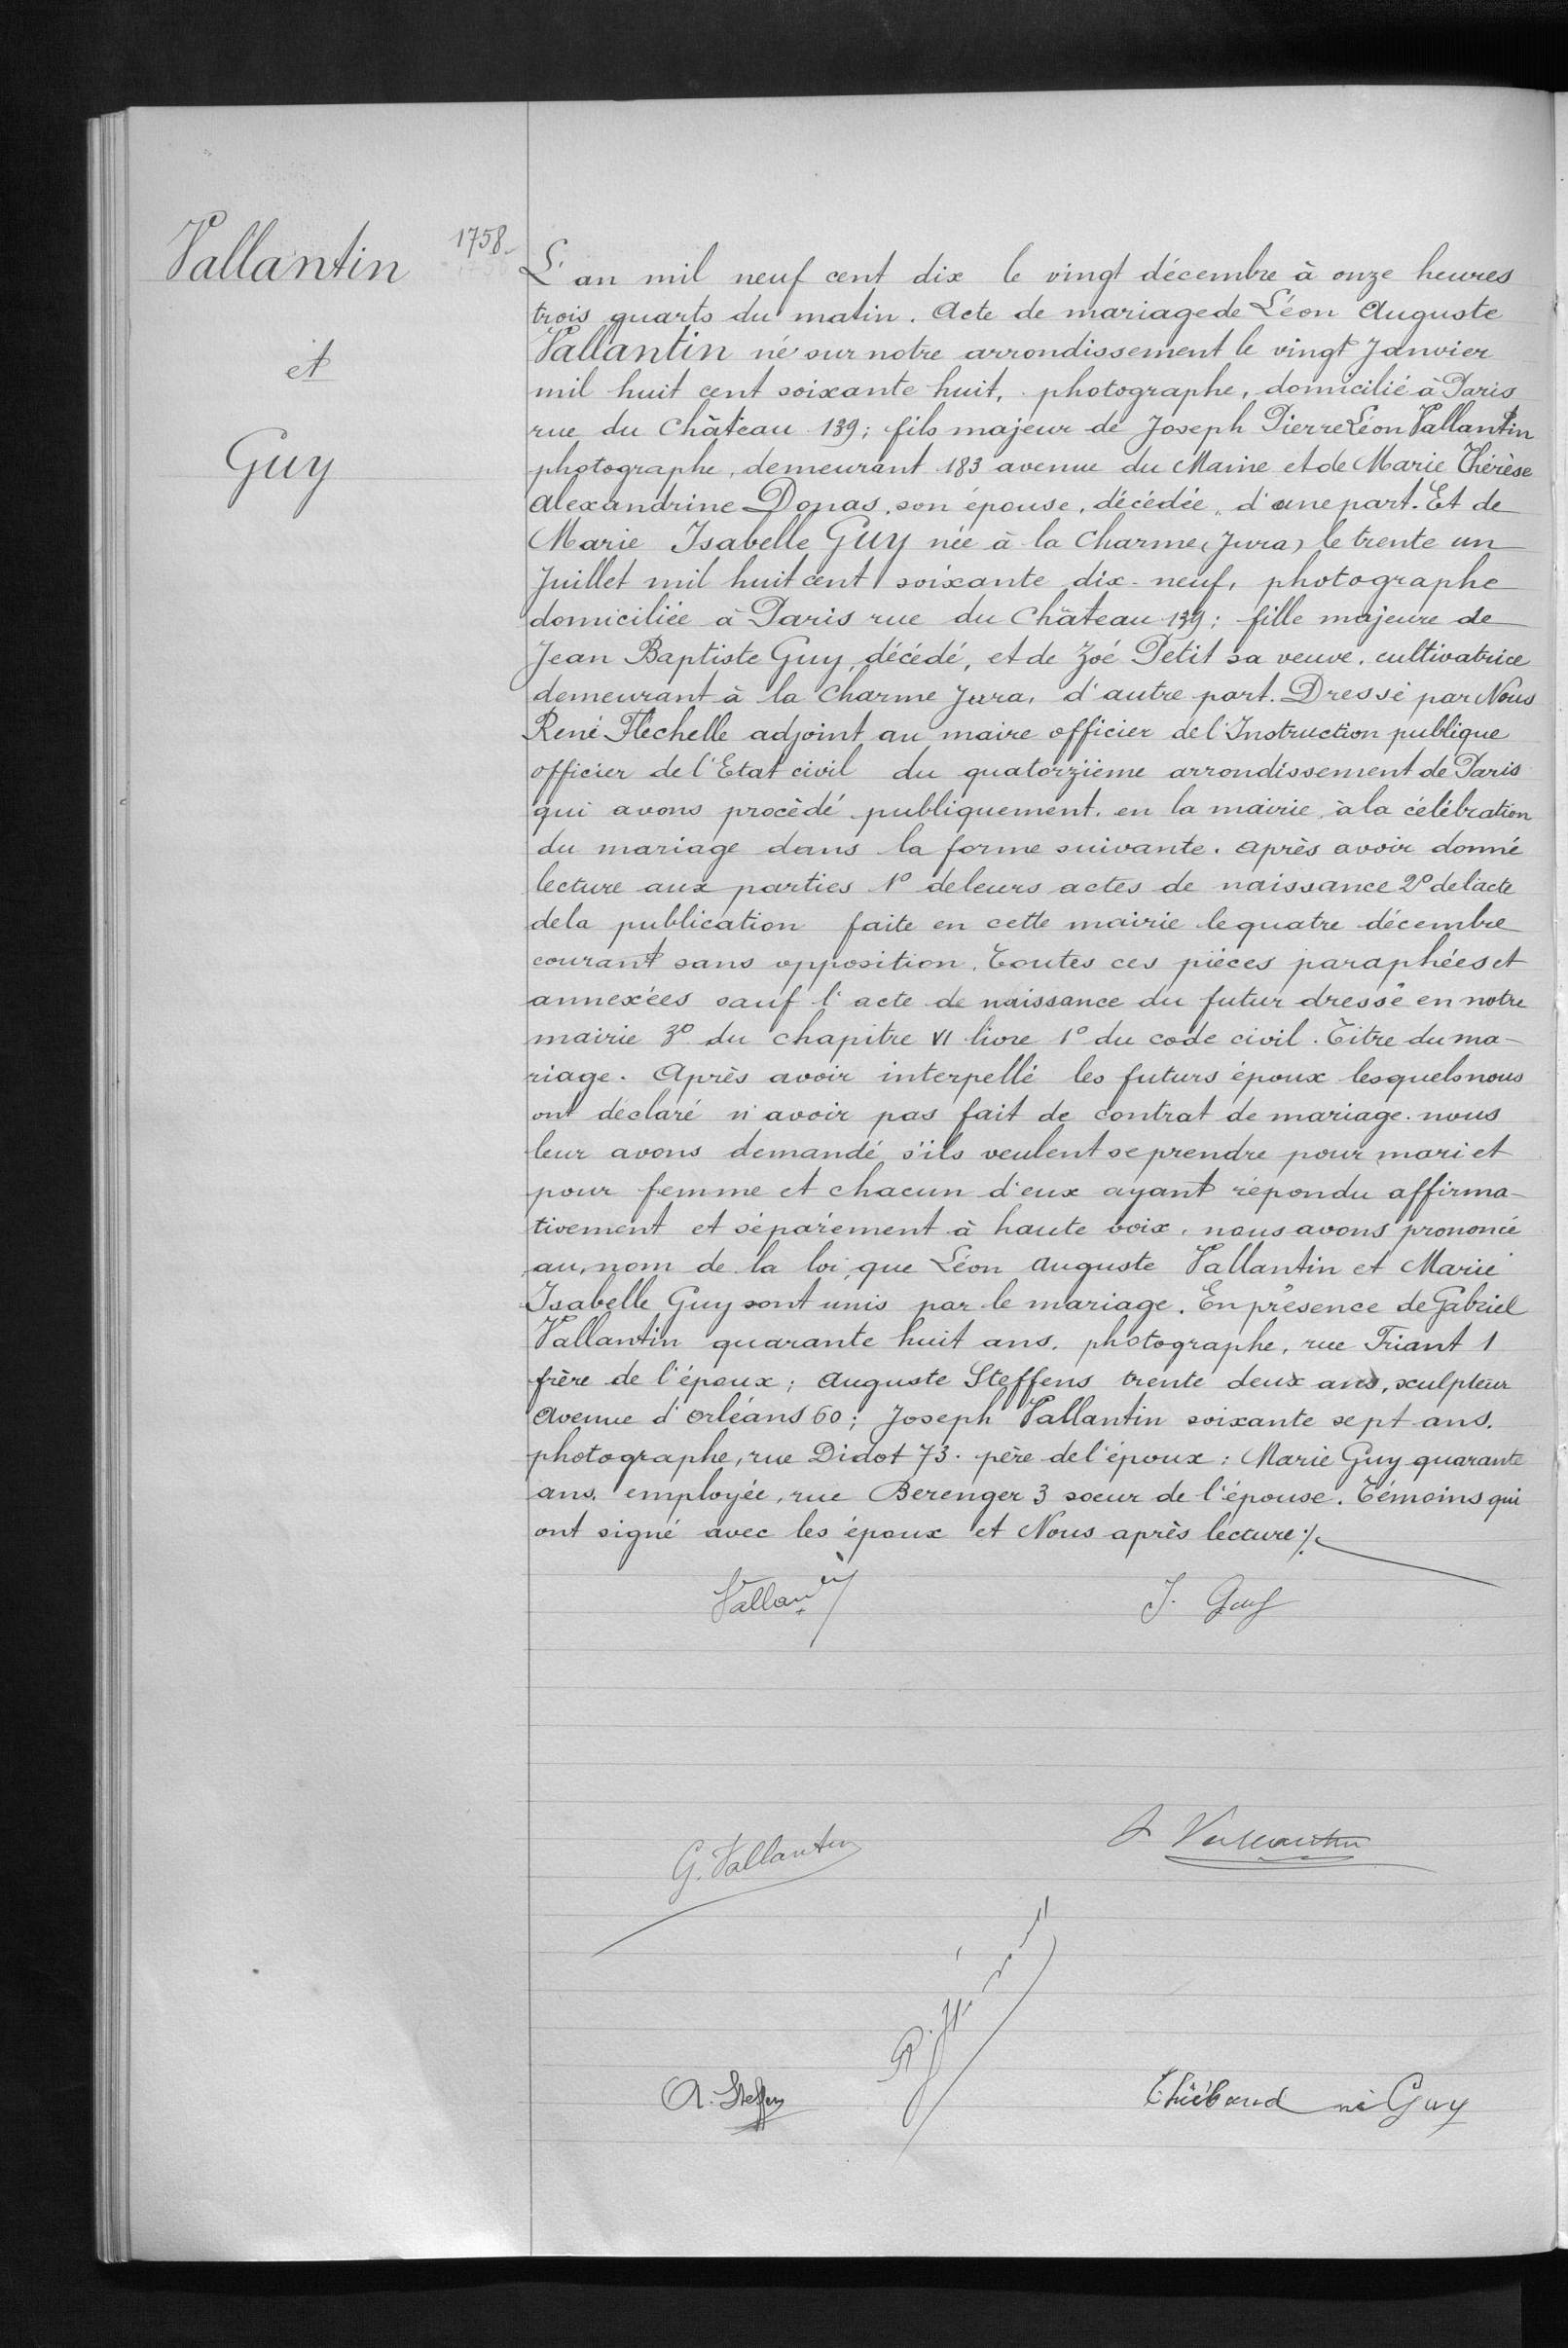 Vallantin
et
Guy
1758
L'an mil neuf cent dix le vingt décembre à onze heures
trois quarts du matin. Acte de mariage de Léon Auguste
Vallantin né sur notre arrondissement le vingt Janvier
mil huit cent soixante huit, photographe, domicilié à Paris
rue du Château 139; fils majeur de Joseph Pierre Léon Vallantin
photographe, demeurant 183 avenue du Maine et de Marie Thérèse
Alexandrine Donas, son épouse, décédée, d'une part. Et de
Marie Isabelle Guy née à la Charme (Jura) le trente un
Juillet mil huit cent soixante dix-neuf, photographe
domiciliée à Paris rue du Château 139; fille majeure de
Jean Baptiste Guy, décédé, et de Zoé Petit sa veuve, cultivatrice
demeurant à la Charme Jura, d'autre part. Dressé par Nous
René Fléchelle adjoint au maire officier de l'Instruction publique
officier de l'Etat civil du quatorzième arrondissement de Paris
qui avons procédé publiquement, en la mairie, à la célébration
du mariage dans la forme suivante. Après avoir donné
lecture aux parties 1° de leurs actes de naissance 2° de l'acte
de la publication faite en cette mairie le quatre décembre
courant sans opposition. Toutes ces pièces paraphées et
annexées sauf l'acte de naissance du futur dressé en notre
mairie 3° du chapitre VI livre 1° du code civil. Titre du ma-
riage. Après avoir interpellé les futurs époux lesquels nous
ont déclaré n'avoir pas fait de contrat de mariage. nous
leur avons demandé s'ils veulent se prendre pour mari et
pour femme et chacun d'eux ayant répondu affirma-
tivement et séparément à haute voix, nous avons prononcé
au nom de la loi, que Léon Auguste Vallantin et Marie
Isabelle Guy sont unis par le mariage. En présence de Gabriel
Vallantin quarante huit ans, photographe, rue Friant 1
frère de l'époux; Auguste Steffens trente deux ans, sculpteur
Avenue d'Orléans 60; Joseph Vallantin soixante sept ans,
photographe, rue Didot 73. père de l'époux: Marie Guy quarante
ans, employée, rue Berenger 3 soeur de l'épouse. Témoins qui
ont signé avec les époux et Nous après lecture ./.
J. Guy
G. Vallantin
Vallantin
A. Steffens
Thiébaud né Guy